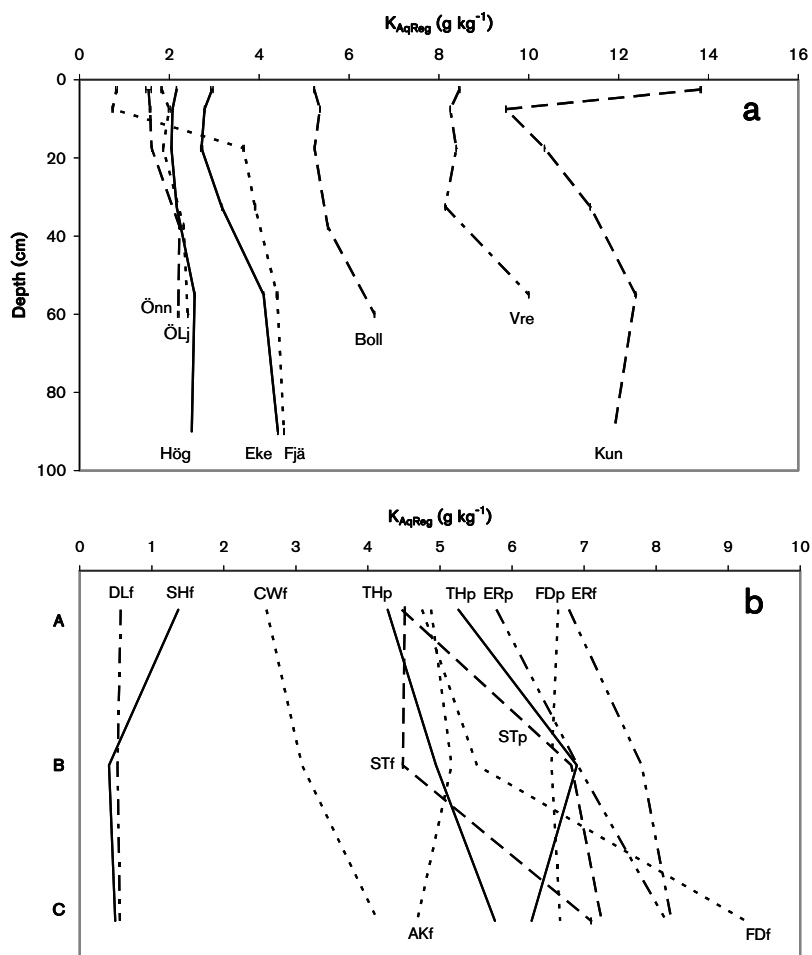 K_AqReg (g kg⁻¹)
0 2 4 6 8 10 12 14 16
0
a
20
40
Depth (cm)
Önn
60
ÖLj
Boll
Vre
80
Hög Eke Fjä Kun
100
K_AqReg (g kg⁻¹)
0 1 2 3 4 5 6 7 8 9 10
DLf SHf CWf THp THp ERp FDp ERf b
A
STp
B STf
C
AKf FDf